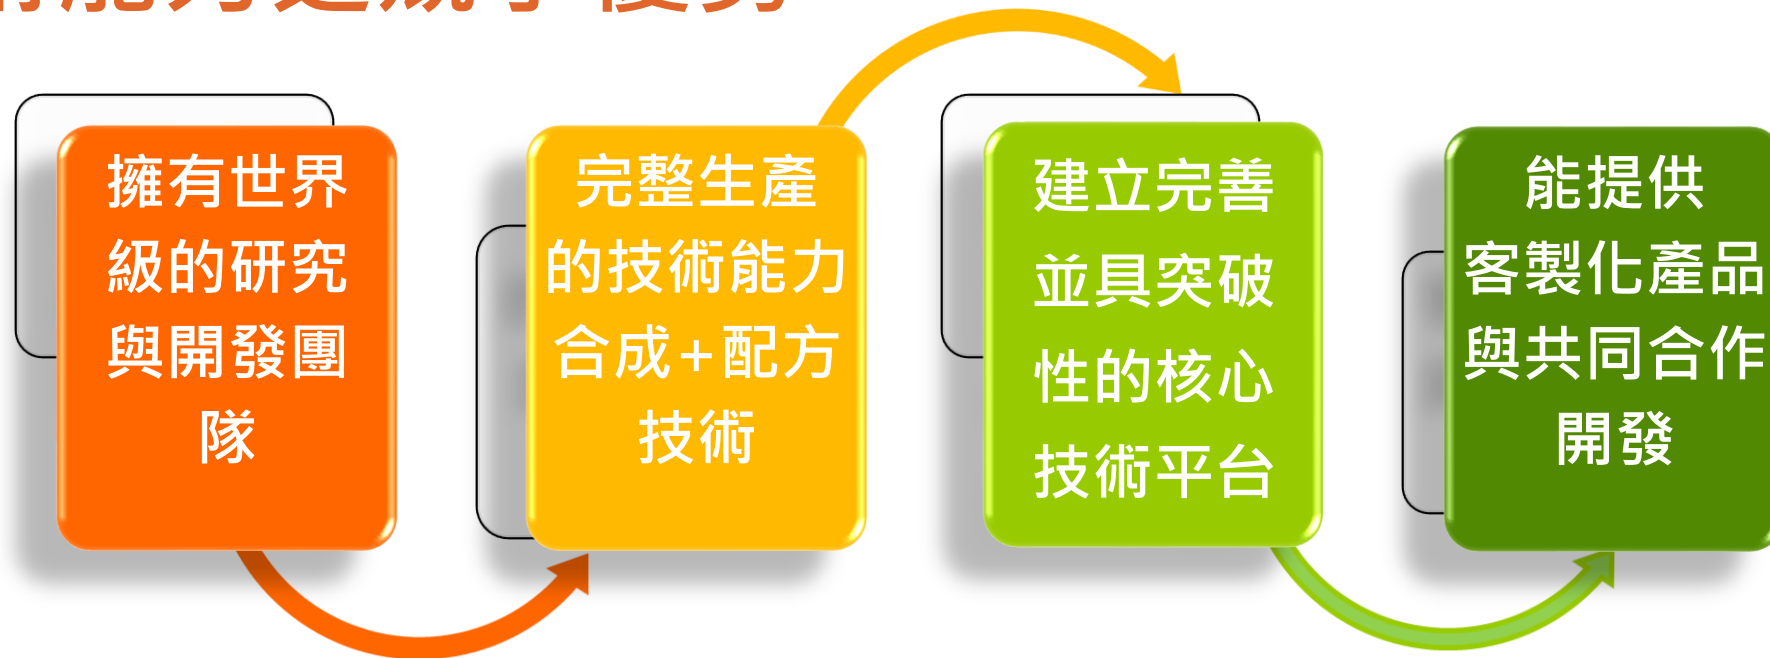 完整生產
擁有世界
級的研究
與開發團
隊
的技術能力
合成+配方
技術
建立完善
並具突破
性的核心
技術平台
能提供
客製化產品
與共同合作
開發